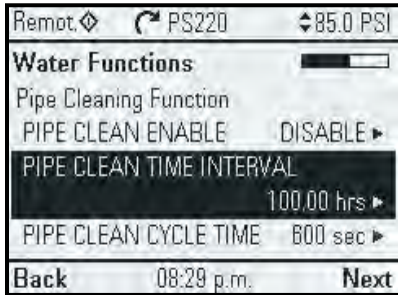 Remot. PS220 85.0 PSI
Water Functions
Pipe Cleaning Function
PIPE CLEAN ENABLE DISABLE
PIPE CLEAN TIME INTERVAL
100,00 hrs
PIPE CLEAN CYCLE TIME 600 sec
Back 08:29 p.m. Next